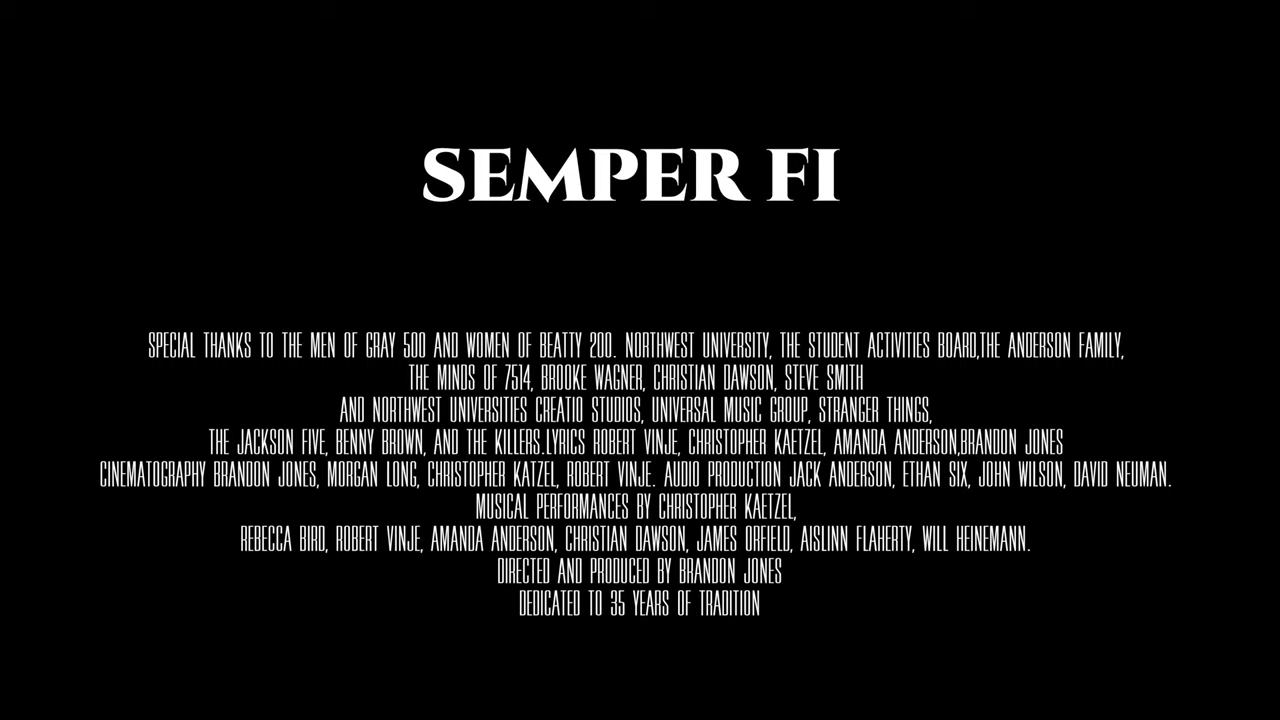 SEMPER FI
SPECIAL THANKS TO THE MEN OF GRAY 500 AND WOMEN OF BEATTY 200. NORTHWEST UNIVERSITY, THE STUDENT ACTIVITIES BOARD,THE ANDERSON FAMILY,
THE MINDS OF 7514, BROOKE WAGNER, CHRISTIAN DAWSON, STEVE SMITH
AND NORTHWEST UNIVERSITIES CREATIO STUDIOS, UNIVERSAL MUSIC GROUP, STRANGER THINGS,
THE JACKSON FIVE, BENNY BROWN, AND THE KILLERS.LYRICS ROBERT VINJE, CHRISTOPHER KAETZEL, AMANDA ANDERSON,BRANDON JONES
CINEMATOGRAPHY BRANDON JONES, MORGAN LONG, CHRISTOPHER KATZEL, ROBERT VINJE. AUDIO PRODUCTION JACK ANDERSON, ETHAN SIX, JOHN WILSON, DAVID NEUMAN.
MUSICAL PERFORMANCES BY CHRISTOPHER KAETZEL,
REBECCA BIRD, ROBERT VINJE, AMANDA ANDERSON, CHRISTIAN DAWSON, JAMES ORFIELD, AISLINN FLAHERTY, WILL HEINEMANN.
DIRECTED AND PRODUCED BY BRANDON JONES
DEDICATED TO 35 YEARS OF TRADITION